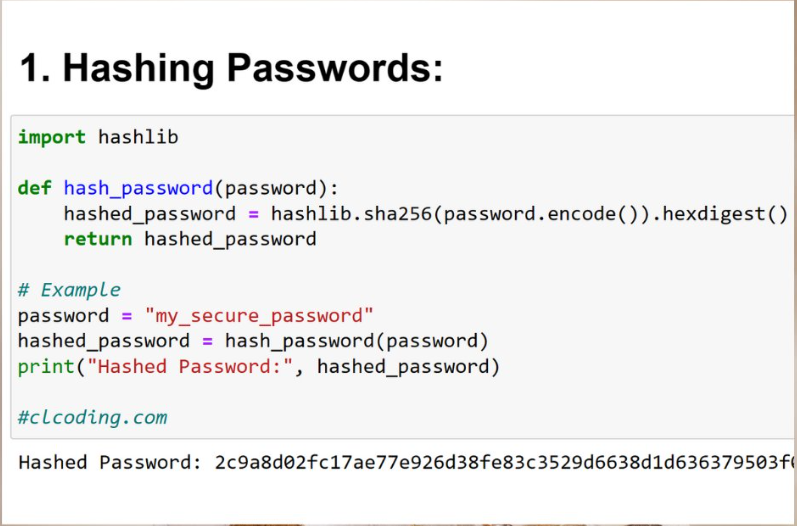 1. Hashing Passwords:
import hashlib
def hash_password(password):
    hashed_password = hashlib.sha256(password.encode()).hexdigest()
    return hashed_password
# Example
password = "my_secure_password"
hashed_password = hash_password(password)
print("Hashed Password:", hashed_password)
#clcoding.com
Hashed Password: 2c9a8d02fc17ae77e926d38fe83c3529d6638d1d636379503f